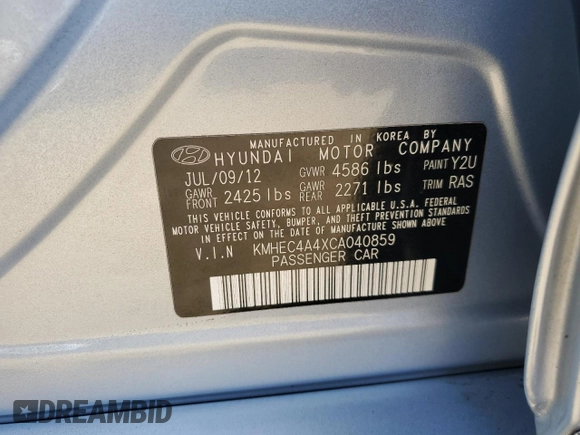 MANUFACTURED IN KOREA BY
HYUNDAI MOTOR COMPANY
JUL/09/12 GVWR 4586 lbs PAINT Y2U
GAWR FRONT 2425 lbs GAWR REAR 2271 lbs TRIM RAS
THIS VEHICLE CONFORMS TO ALL APPLICABLE U.S.A. FEDERAL
MOTOR VEHICLE SAFETY, BUMPER, AND THEFT PREVENTION STANDARDS
IN EFFECT ON THE DATE OF MANUFACTURE SHOWN ABOVE
V.I.N KMHEC4A4XCA040859
PASSENGER CAR
DREAMBID